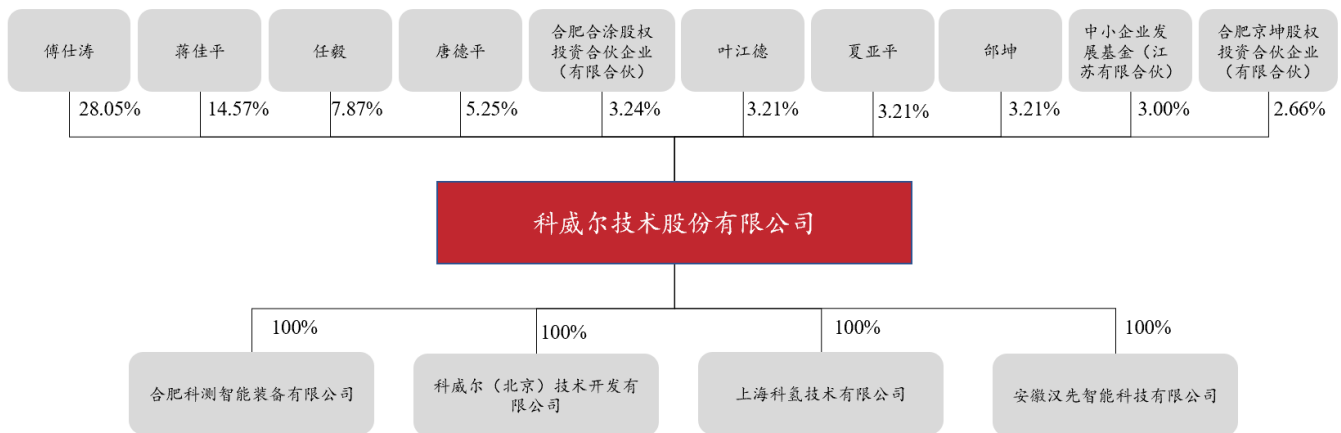 傅仕涛
蒋佳平
任毅
唐德平
合肥合涂股权
投资合伙企业
（有限合伙）
叶江德
夏亚平
邰坤
中小企业发
展基金（江
苏有限合伙）
合肥京坤股权
投资合伙企业
（有限合伙）
28.05%
14.57%
7.87%
5.25%
3.24%
3.21%
3.21%
3.21%
3.00%
2.66%
科威尔技术股份有限公司
100%
100%
100%
100%
合肥科测智能装备有限公司
科威尔（北京）技术开发有
限公司
上海科氢技术有限公司
安徽汉先智能科技有限公司